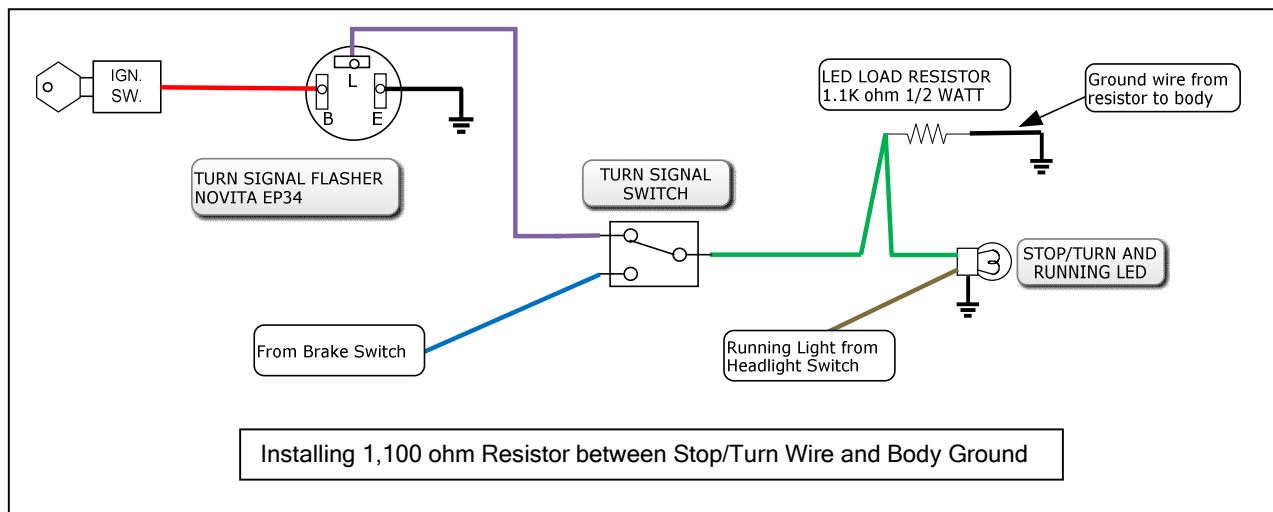 IGN.
SW.
L
B
E
TURN SIGNAL FLASHER
NOVITA EP34
LED LOAD RESISTOR
1.1K ohm 1/2 WATT
Ground wire from
resistor to body
TURN SIGNAL
SWITCH
STOP/TURN AND
RUNNING LED
From Brake Switch
Running Light from
Headlight Switch
Installing 1,100 ohm Resistor between Stop/Turn Wire and Body Ground